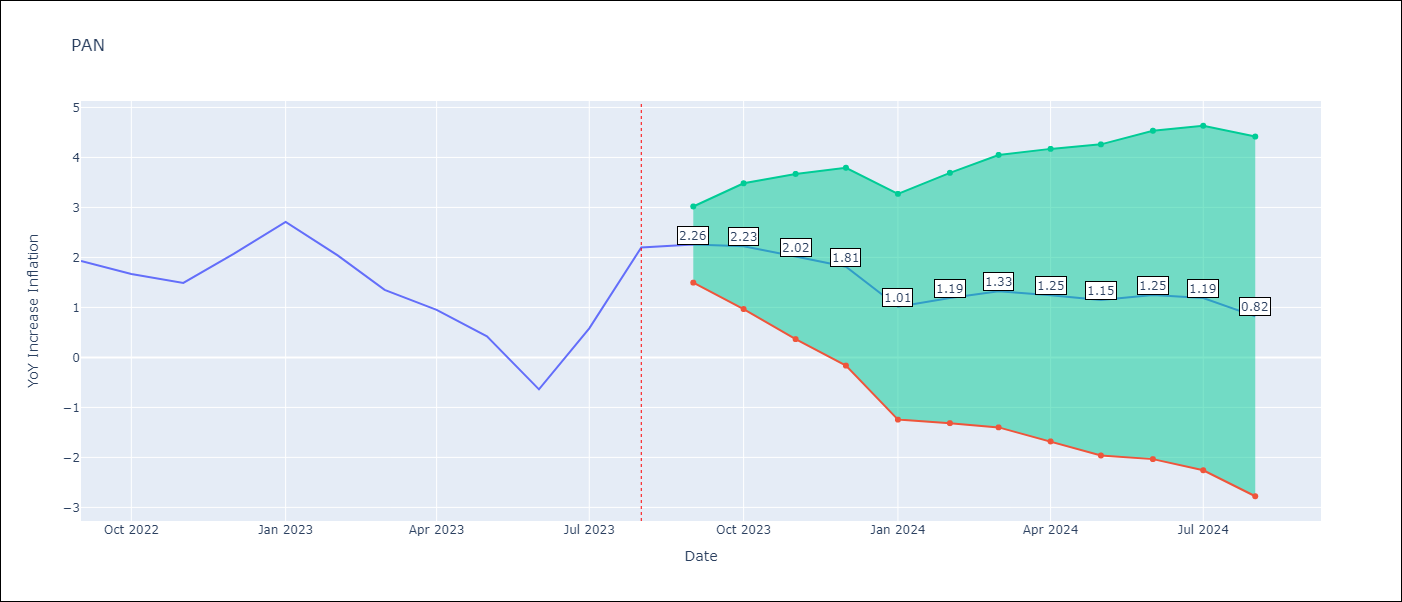 PAN
YoY Increase Inflation
5
4
3
2
1
0
−1
−2
−3
2.26
2.23
2.02
1.81
1.01
1.19
1.33
1.25
1.15
1.25
1.19
0.82
Oct 2022
Jan 2023
Apr 2023
Jul 2023
Oct 2023
Jan 2024
Apr 2024
Jul 2024
Date